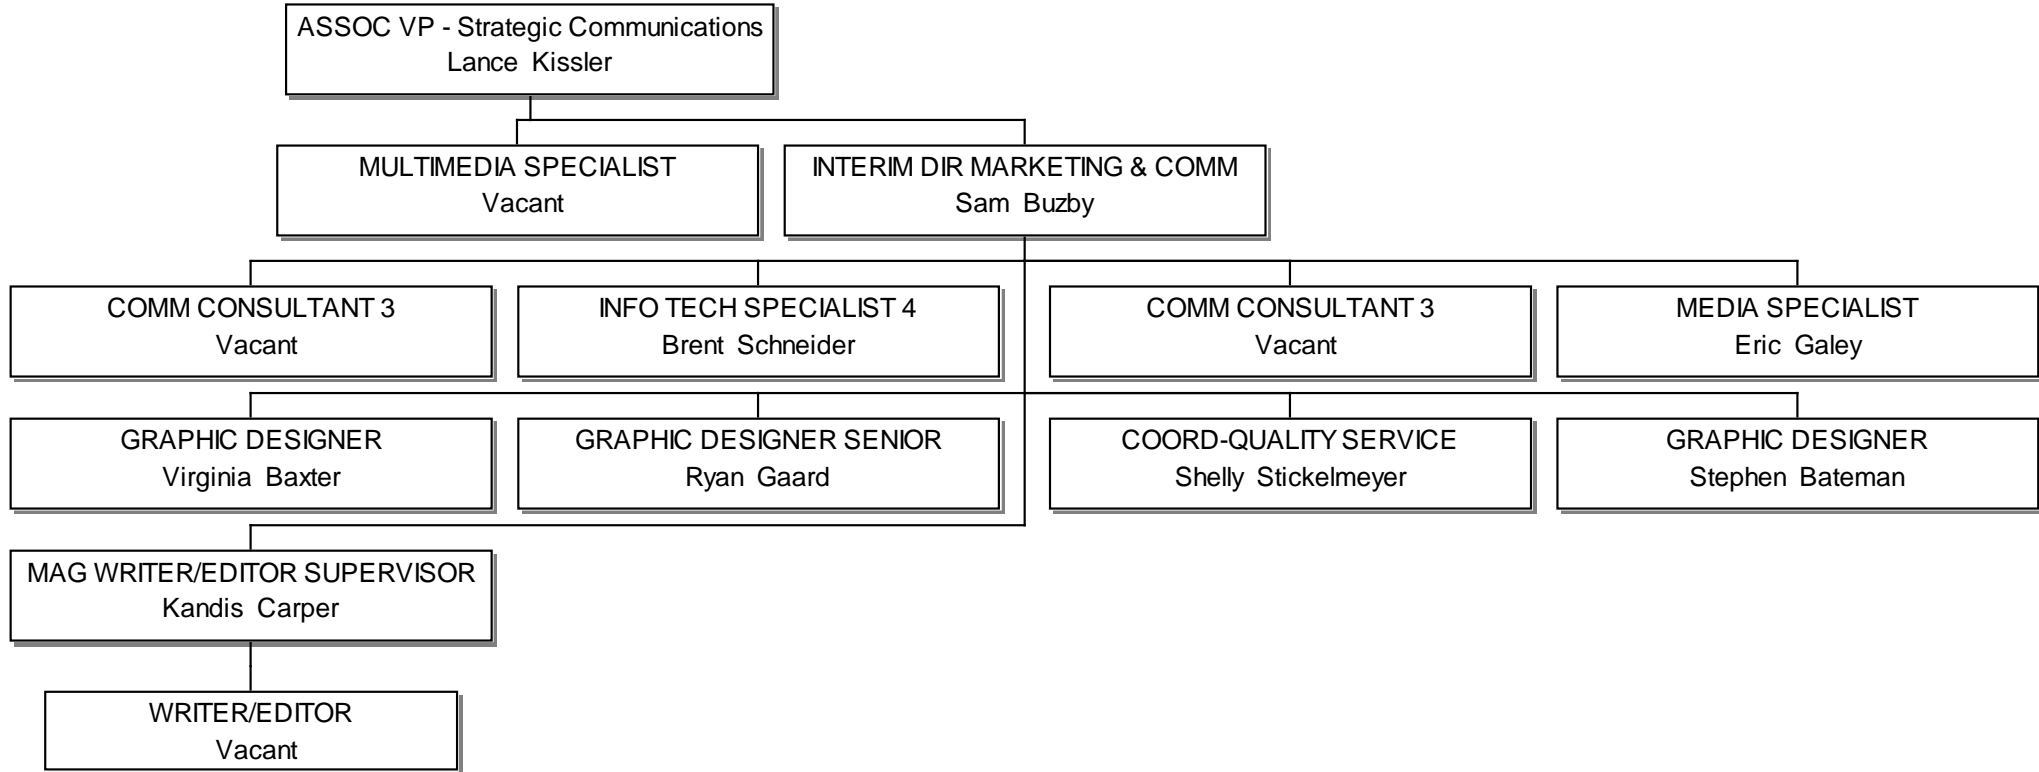 ASSOC VP - Strategic Communications
Lance Kissler
MULTIMEDIA SPECIALIST
Vacant
INTERIM DIR MARKETING & COMM
Sam Buzby
COMM CONSULTANT 3
Vacant
INFO TECH SPECIALIST 4
Brent Schneider
COMM CONSULTANT 3
Vacant
MEDIA SPECIALIST
Eric Galey
GRAPHIC DESIGNER
Virginia Baxter
GRAPHIC DESIGNER SENIOR
Ryan Gaard
COORD-QUALITY SERVICE
Shelly Stickelmeyer
GRAPHIC DESIGNER
Stephen Bateman
MAG WRITER/EDITOR SUPERVISOR
Kandis Carper
WRITER/EDITOR
Vacant